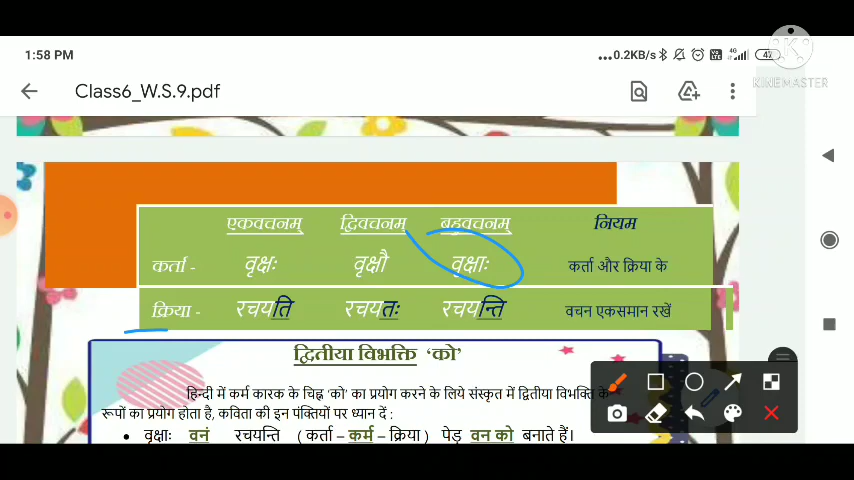 1:58 PM
...0.2KB/s 4G 47
KINEMASTER
Class6_W.S.9.pdf
एकवचनम् द्विवचनम् बहुवचनम् नियम
कर्ता - वृक्षः वृक्षौ वृक्षाः कर्ता और क्रिया के
क्रिया - रचयति रचयतः रचयन्ति वचन एकसमान रखें
द्वितीया विभक्ति ‘को’
हिन्दी में कर्म कारक के चिह्न ‘को’ का प्रयोग करने के लिये संस्कृत में द्वितीया विभक्ति के
रूपों का प्रयोग होता है, कविता की इन पंक्तियों पर ध्यान दें :
• वृक्षाः वनं रचयन्ति ( कर्ता – कर्म – क्रिया ) पेड़ वन को बनाते हैं।